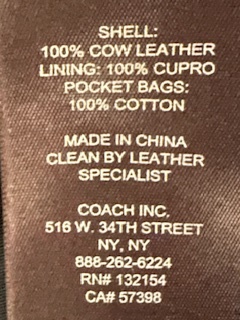 SHELL:
100% COW LEATHER
LINING: 100% CUPRO
POCKET BAGS:
100% COTTON
MADE IN CHINA
CLEAN BY LEATHER
SPECIALIST
COACH INC.
516 W. 34TH STREET
NY, NY
888-262-6224
RN# 132154
CA# 57398